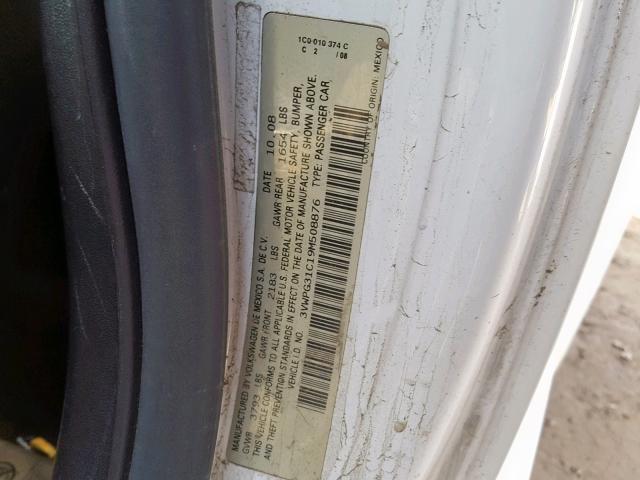 1C0 010 374 C
C 2 /08
MANUFACTURED BY VOLKSWAGEN DE MEXICO S.A. DE C.V. DATE 10.08
GVWR 3793 LBS GAWR FRONT 2183 LBS GAWR REAR 1654 LBS
THIS VEHICLE CONFORMS TO ALL APPLICABLE U.S. FEDERAL MOTOR VEHICLE SAFETY, BUMPER,
AND THEFT PREVENTION STANDARDS IN EFFECT ON THE DATE OF MANUFACTURE SHOWN ABOVE.
VEHICLE I.D. NO. 3VWPG31C19M508876 TYPE: PASSENGER CAR
COUNTRY OF ORIGIN: MEXICO